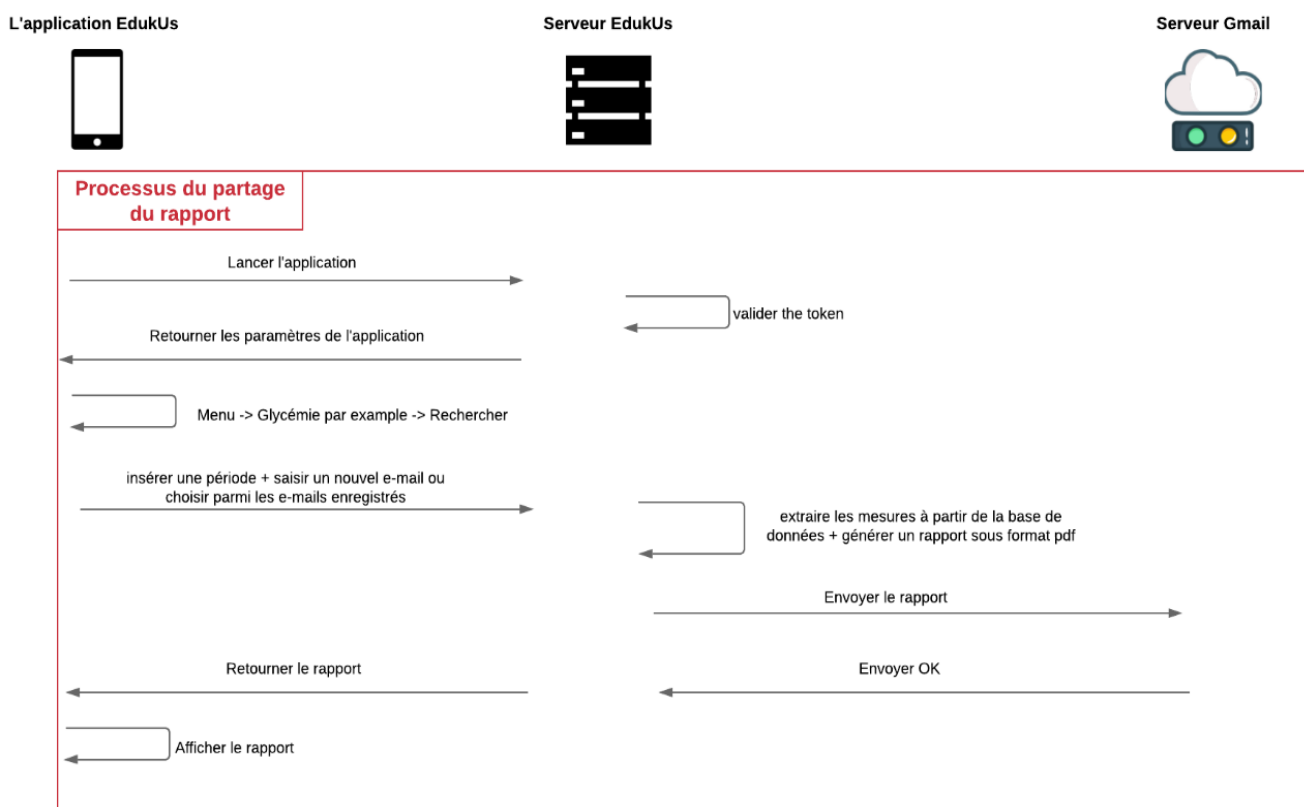 L'application EdukUs
Serveur EdukUs
Serveur Gmail
Processus du partage
du rapport
Lancer l'application
valider the token
Retourner les paramètres de l'application
Menu -> Glycémie par example -> Rechercher
insérer une période + saisir un nouvel e-mail ou
choisir parmi les e-mails enregistrés
extraire les mesures à partir de la base de
données + générer un rapport sous format pdf
Envoyer le rapport
Retourner le rapport
Envoyer OK
Afficher le rapport